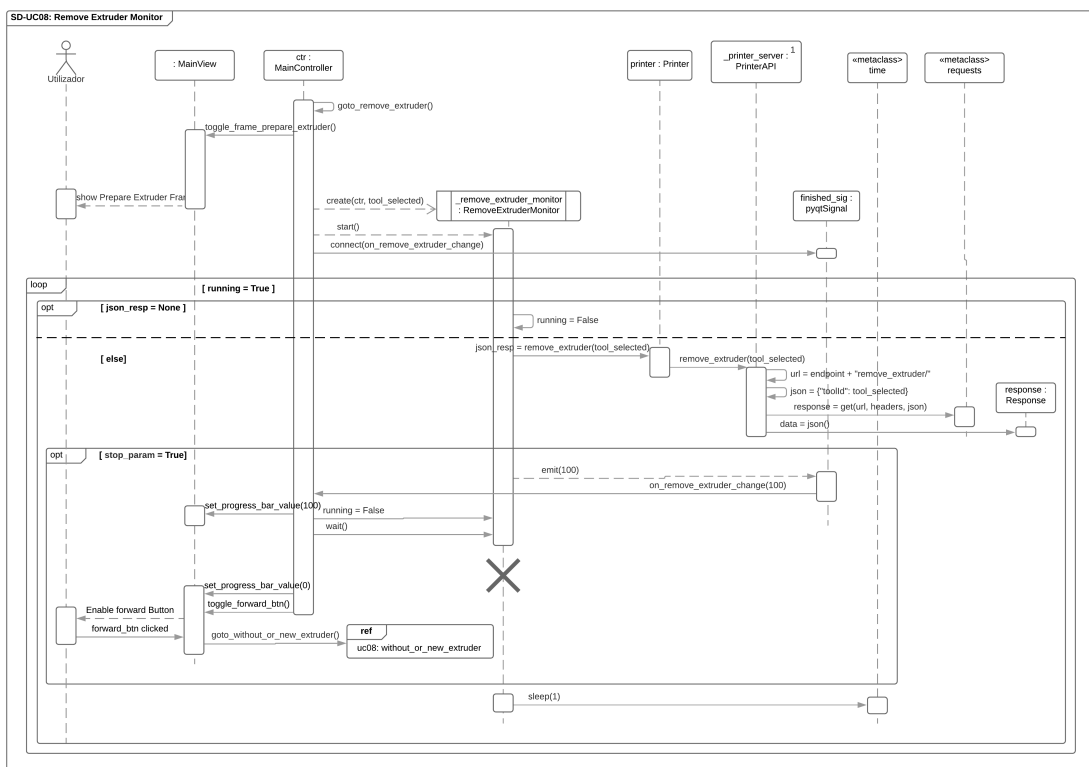 SD-UC08: Remove Extruder Monitor
Utilizador
: MainView
ctr :
MainController
printer : Printer
_printer_server :
PrinterAPI
1
«metaclass»
time
«metaclass»
requests
goto_remove_extruder()
toggle_frame_prepare_extruder()
show Prepare Extruder Fra
create(ctr, tool_selected)
_remove_extruder_monitor
: RemoveExtruderMonitor
finished_sig :
pyqtSignal
start()
connect(on_remove_extruder_change)
loop
[ running = True ]
opt
[ json_resp = None ]
running = False
[ else]
json_resp = remove_extruder(tool_selected)
remove_extruder(tool_selected)
url = endpoint + "remove_extruder/"
json = {"toolId": tool_selected}
response :
Response
response = get(url, headers, json)
data = json()
opt
[ stop_param = True]
emit(100)
on_remove_extruder_change(100)
set_progress_bar_value(100)
running = False
wait()
set_progress_bar_value(0)
toggle_forward_btn()
Enable forward Button
forward_btn clicked
goto_without_or_new_extruder()
ref
uc08: without_or_new_extruder
sleep(1)